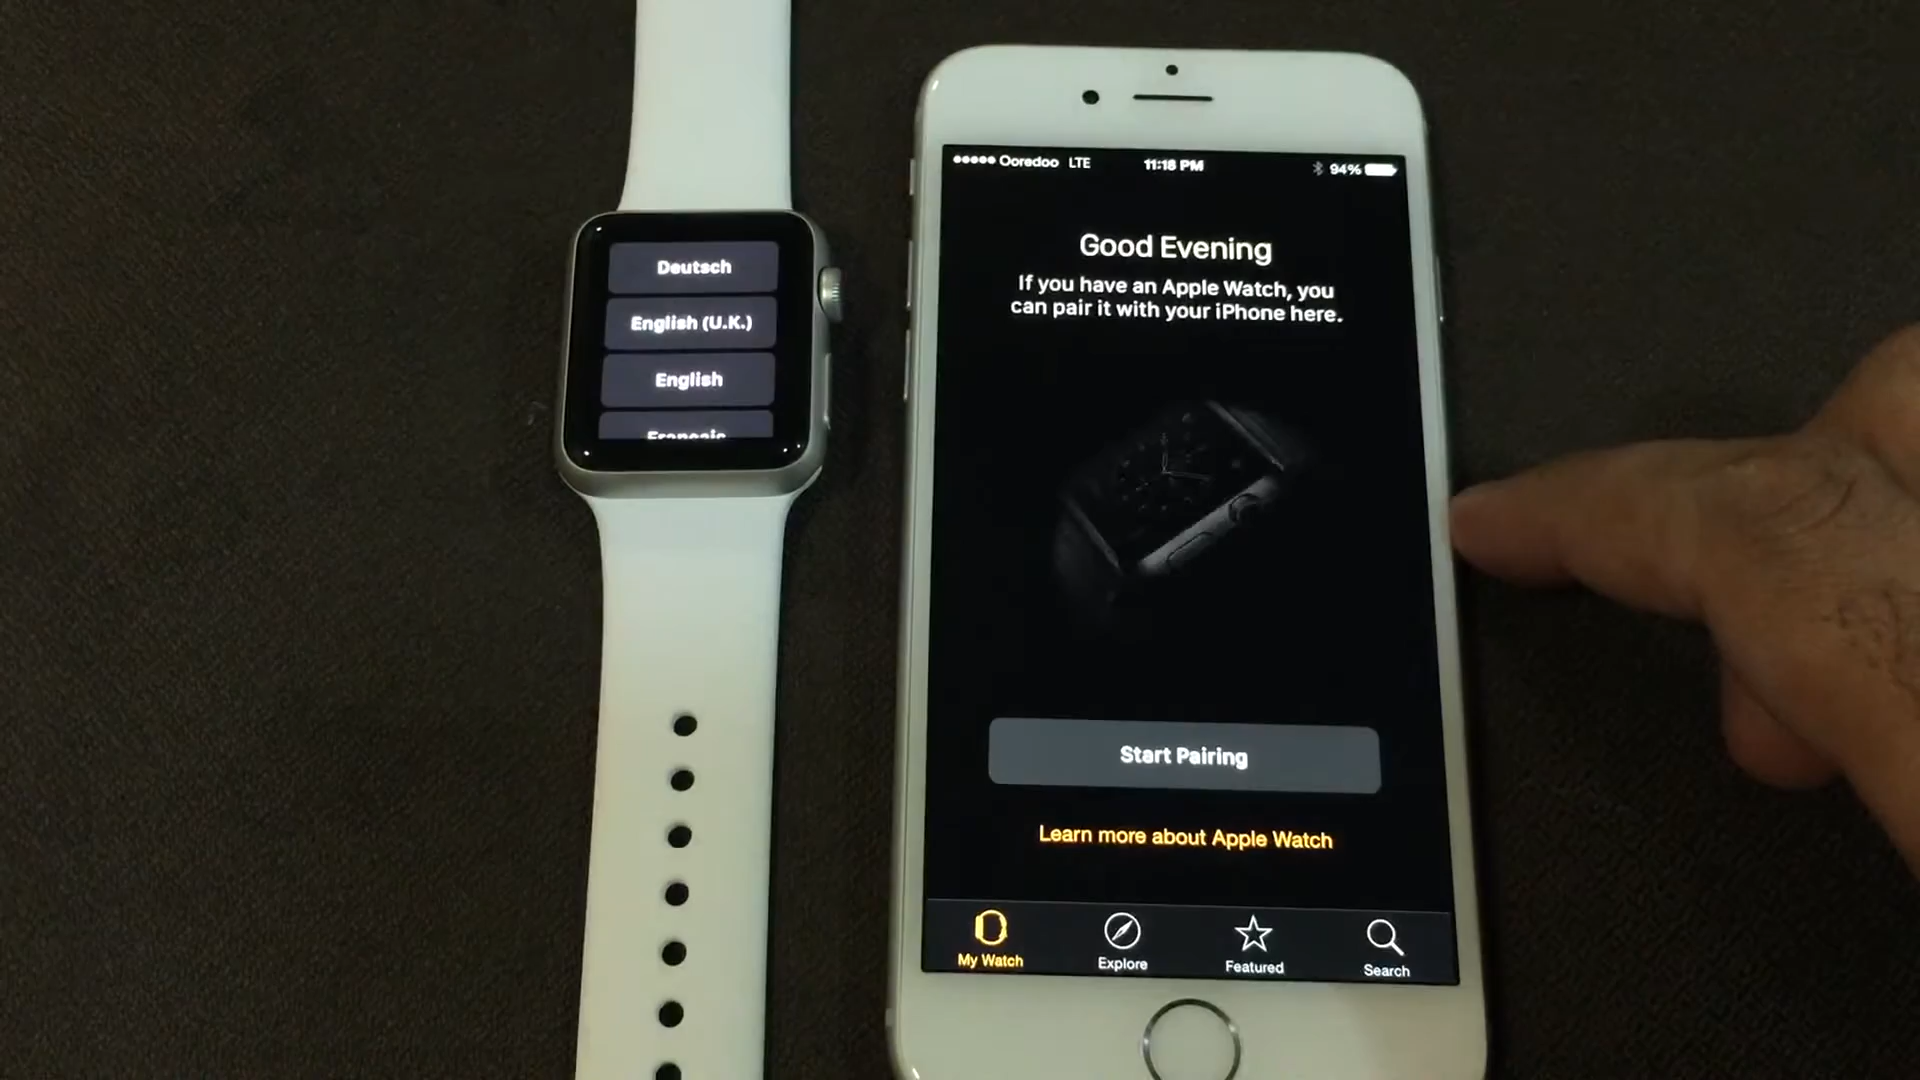 Deutsch
English (U.K.)
English
Français
Ooredoo LTE 11:18 PM 94%
Good Evening
If you have an Apple Watch, you
can pair it with your iPhone here.
Start Pairing
Learn more about Apple Watch
My Watch Explore Featured Search